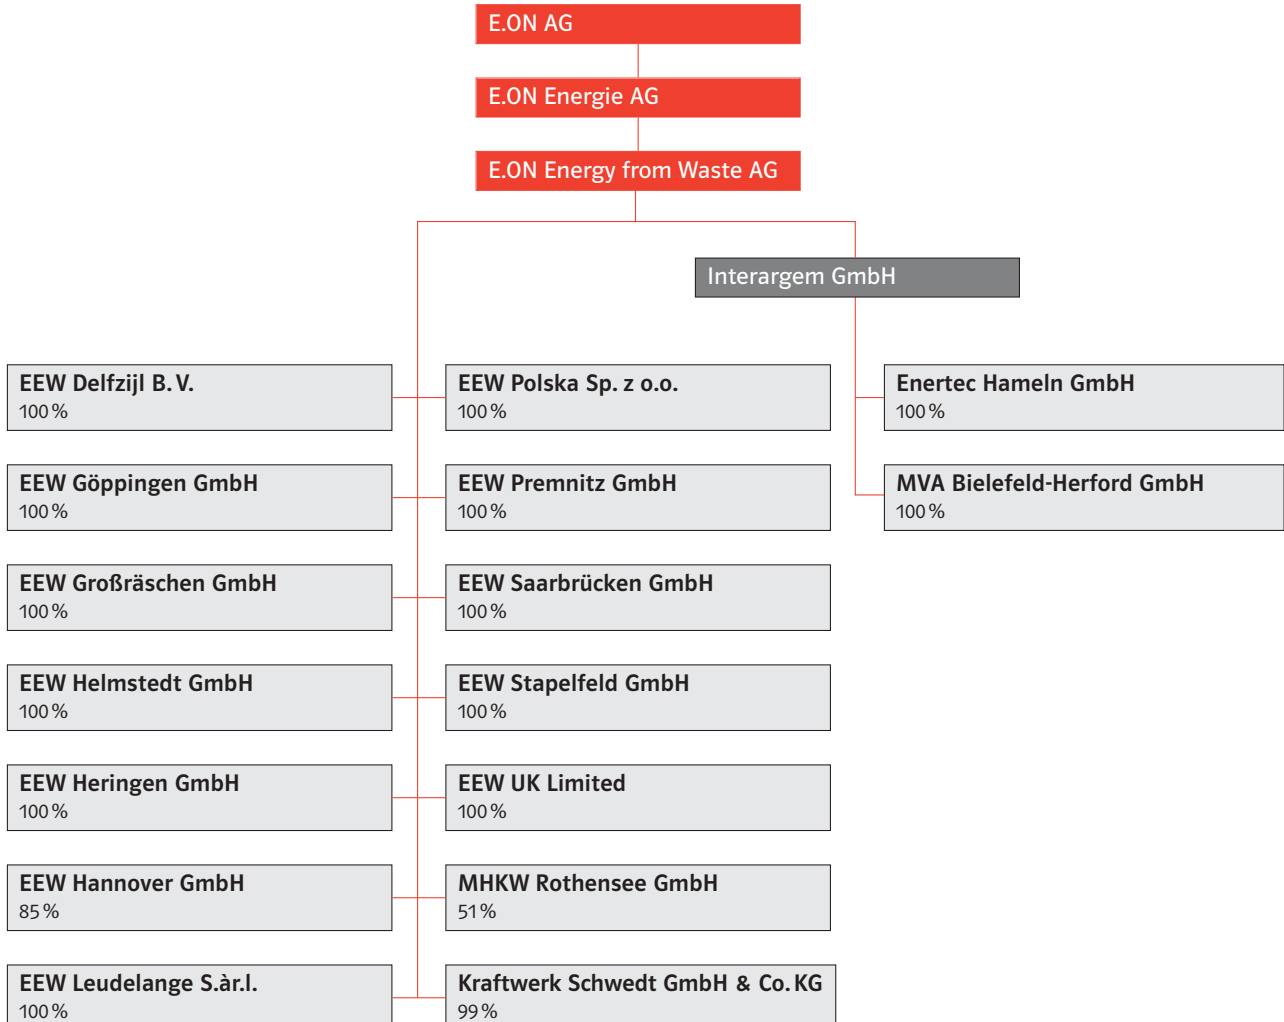 E.ON AG
E.ON Energie AG
E.ON Energy from Waste AG
Interargem GmbH
EEW Delfzijl B. V.
100 %
EEW Polska Sp. z o.o.
100 %
Enertec Hameln GmbH
100 %
EEW Göppingen GmbH
100 %
EEW Premnitz GmbH
100 %
MVA Bielefeld-Herford GmbH
100 %
EEW Großräschen GmbH
100 %
EEW Saarbrücken GmbH
100 %
EEW Helmstedt GmbH
100 %
EEW Stapelfeld GmbH
100 %
EEW Heringen GmbH
100 %
EEW UK Limited
100 %
EEW Hannover GmbH
85 %
MHKW Rothensee GmbH
51 %
EEW Leudelange S.àr.l.
100 %
Kraftwerk Schwedt GmbH & Co. KG
99 %